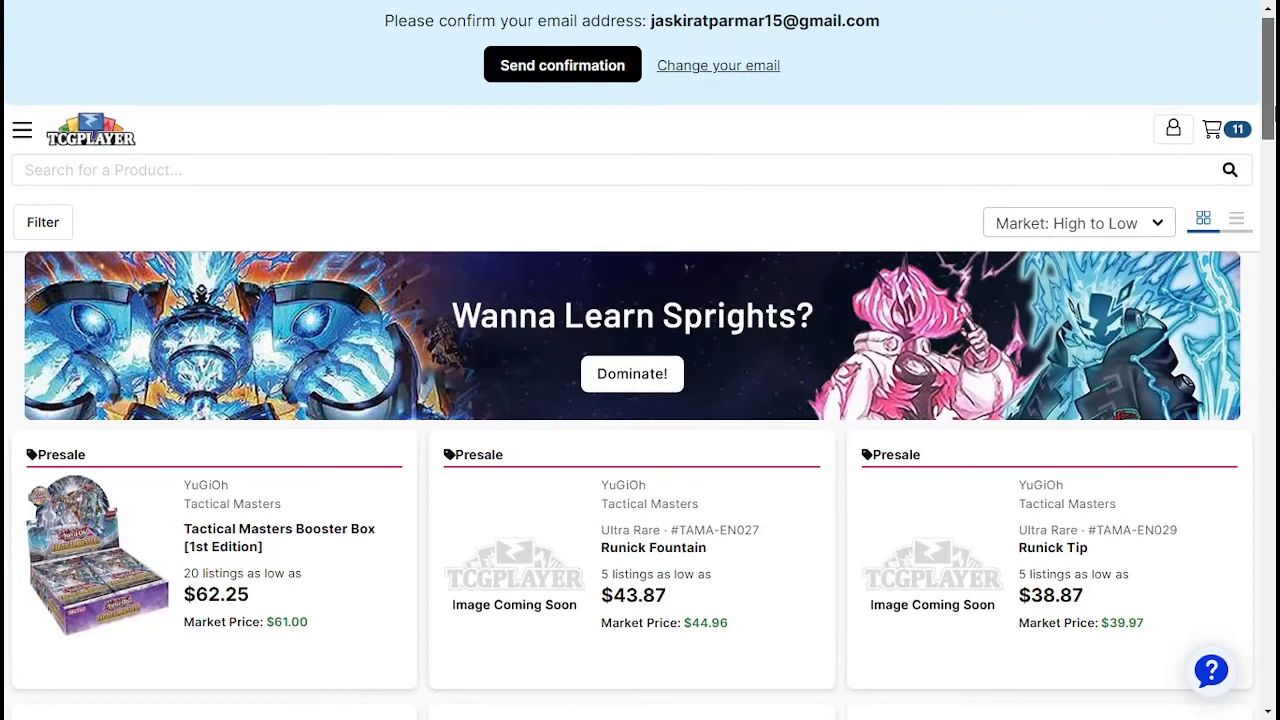 Please confirm your email address: jaskiratparmar15@gmail.com
Send confirmation
Change your email
TCGPLAYER
11
Search for a Product...
Filter
Market: High to Low
Wanna Learn Sprights?
Dominate!
Presale
YuGiOh
Tactical Masters
Tactical Masters Booster Box
[1st Edition]
20 listings as low as
$62.25
Market Price: $61.00
Presale
TCGPLAYER
Image Coming Soon
YuGiOh
Tactical Masters
Ultra Rare · #TAMA-EN027
Runick Fountain
5 listings as low as
$43.87
Market Price: $44.96
Presale
TCGPLAYER
Image Coming Soon
YuGiOh
Tactical Masters
Ultra Rare · #TAMA-EN029
Runick Tip
5 listings as low as
$38.87
Market Price: $39.97
?